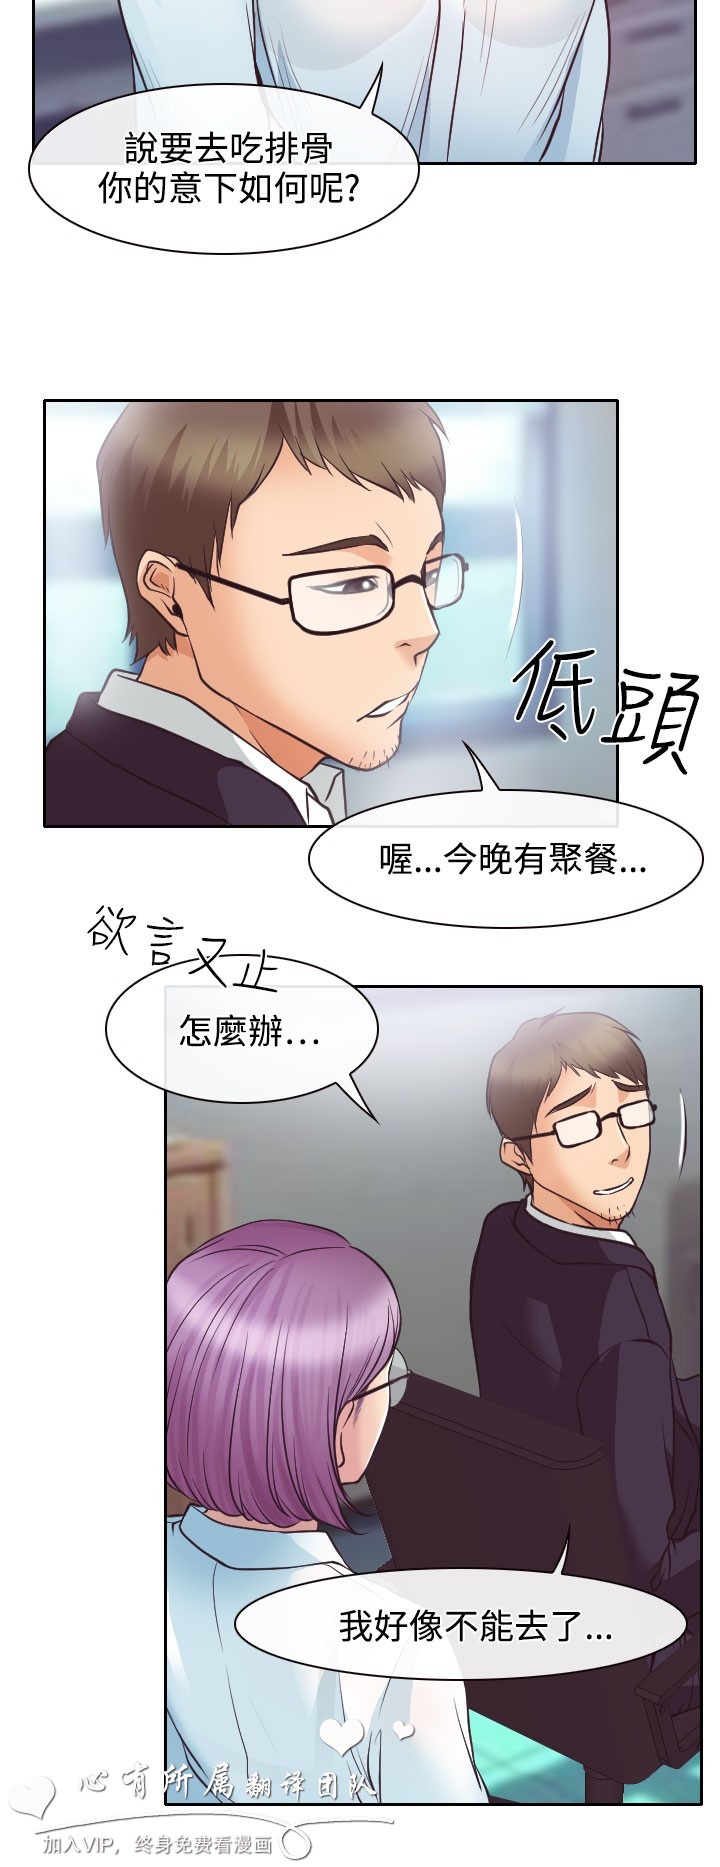 說要去吃排骨
你的意下如何呢?
低頭
喔...今晚有聚餐...
欲言又止
怎麼辦...
我好像不能去了...
心有所属翻译团队
加入VIP，终身免费看漫画